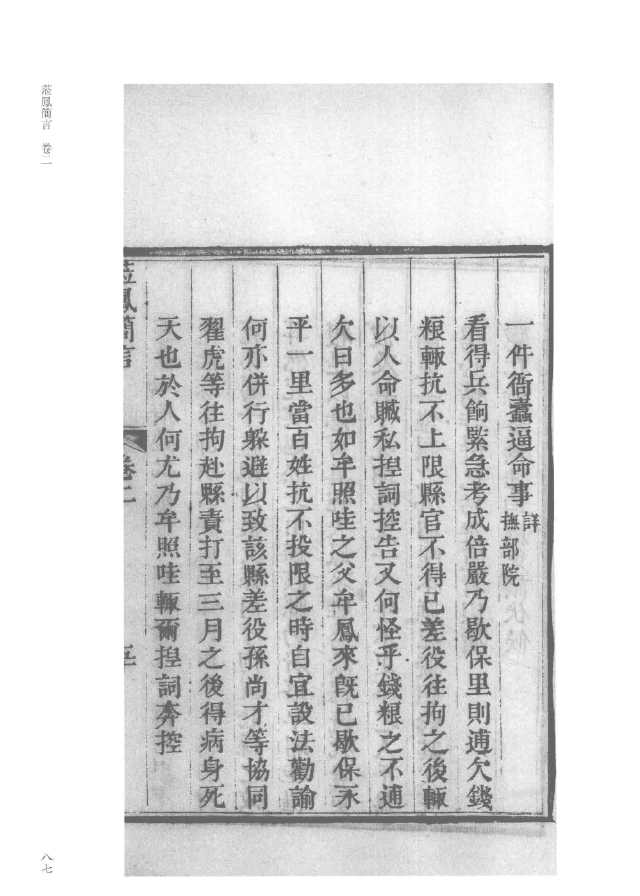 一件衙蠹逼命事詳撫部院
看得兵餉緊急考成倍嚴乃歇保里則逋欠錢
粮輙抗不上限縣官不得已差役往拘之後輙
以人命贓私揑詞控告又何怪乎錢粮之不逋
欠日多也如牟照哇之父牟鳳來旣已歇保永
平一里當百姓抗不投限之時自宜設法勸諭
何亦併行躲避以致該縣差役孫尚才等協同
翟虎等往拘赴縣責打至三月之後得病身死
天也於人何尤乃牟照哇輙爾揑詞奔控
蒞鳳簡言 卷二
蒞鳳簡言 卷二
八七